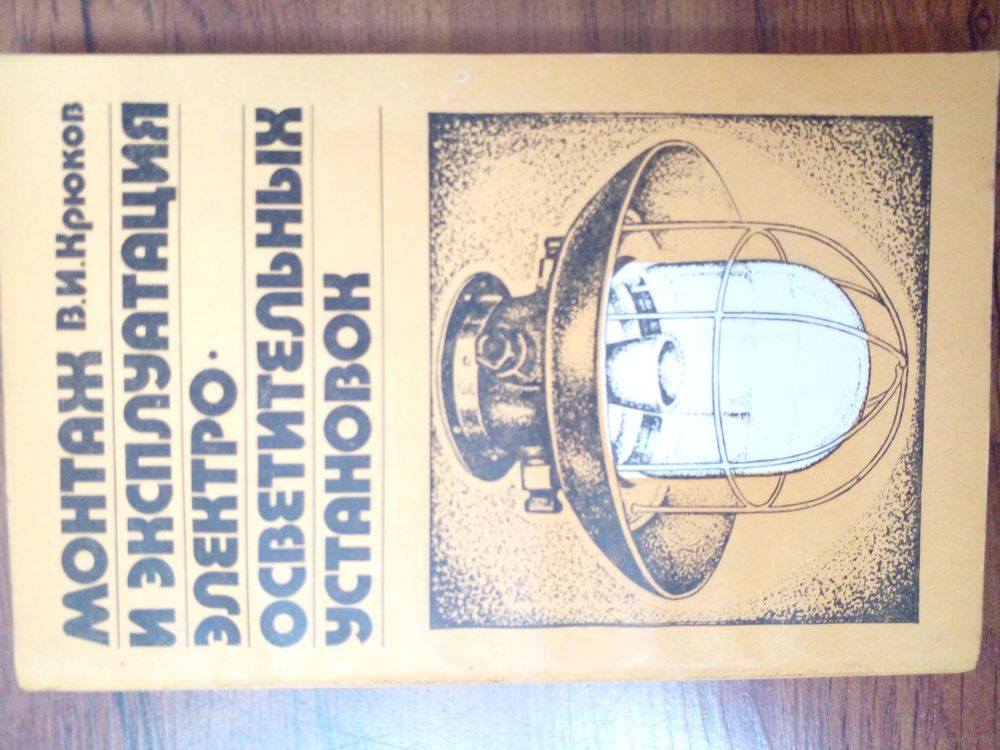 МОНТАЖ В.И.Крюков
И ЭКСПЛУАТАЦИЯ
ЭЛЕКТРО·
ОСВЕТИТЕЛЬНЫХ
УСТАНОВОК